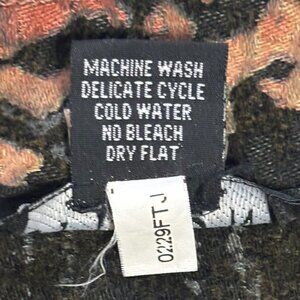 MACHINE WASH
DELICATE CYCLE
COLD WATER
NO BLEACH
DRY FLAT
0229FTJ